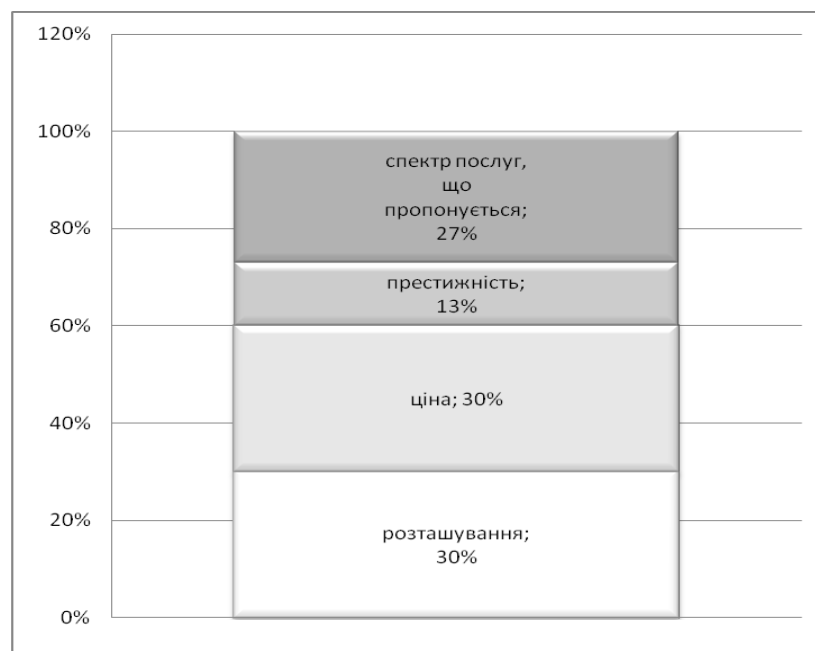 120%
100%
спектр послуг,
що
пропонується;
27%
80%
престижність;
13%
60%
ціна; 30%
40%
розташування;
30%
20%
0%